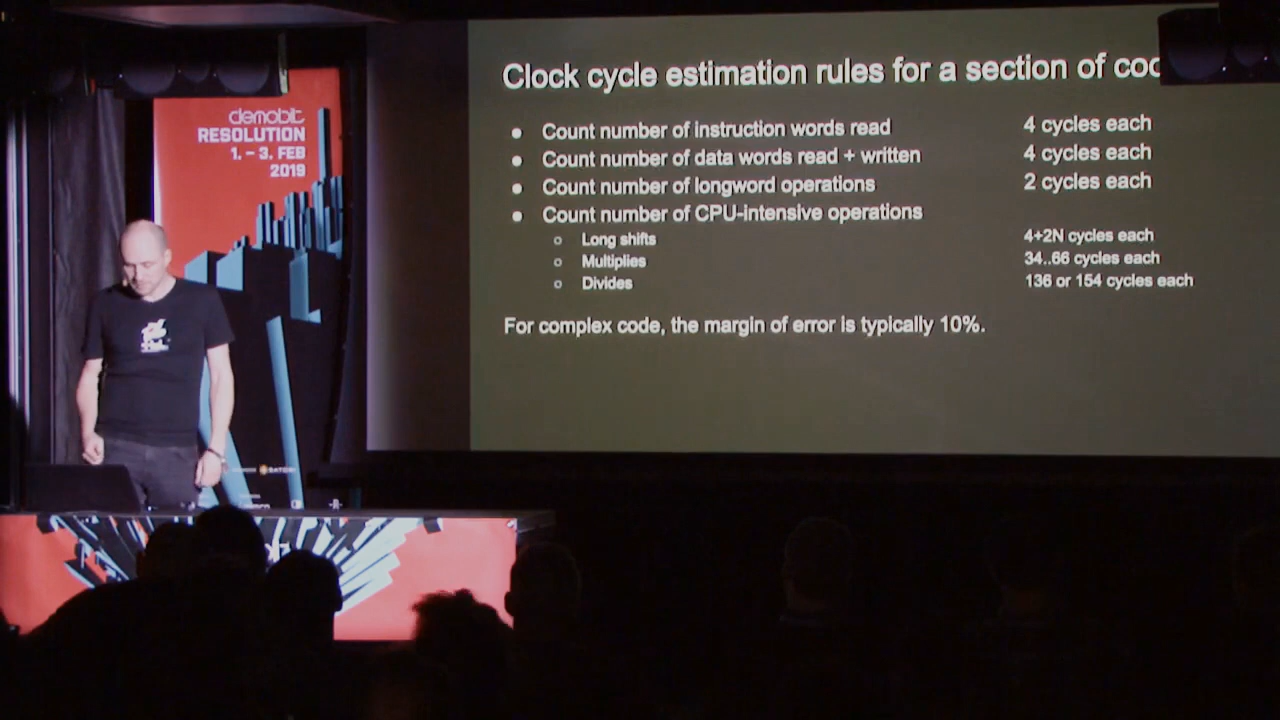 Clock cycle estimation rules for a section of coc
demobit
RESOLUTION
1. – 3. FEB
2019
● Count number of instruction words read 4 cycles each
● Count number of data words read + written 4 cycles each
● Count number of longword operations 2 cycles each
● Count number of CPU-intensive operations
○ Long shifts 4+2N cycles each
○ Multiplies 34..66 cycles each
○ Divides 136 or 154 cycles each
For complex code, the margin of error is typically 10%.